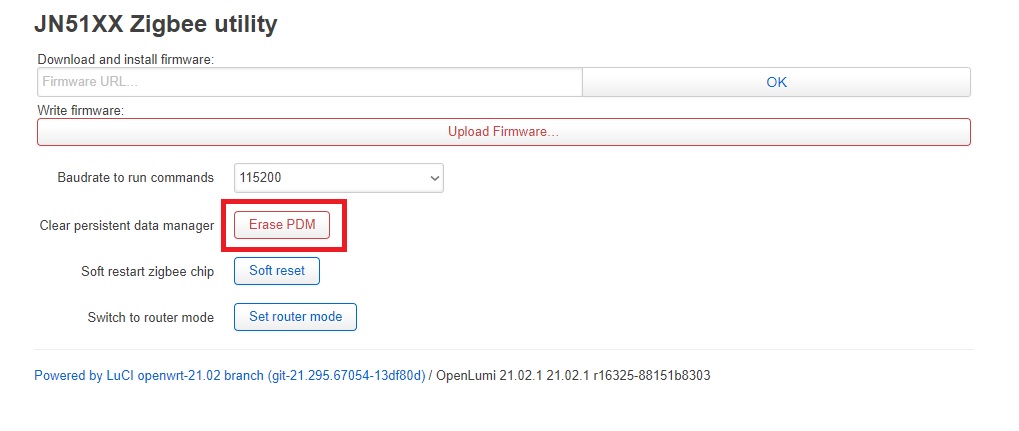 JN51XX Zigbee utility
Download and install firmware:
Firmware URL...
OK
Write firmware:
Upload Firmware...
Baudrate to run commands 115200
Clear persistent data manager Erase PDM
Soft restart zigbee chip Soft reset
Switch to router mode Set router mode
Powered by LuCI openwrt-21.02 branch (git-21.295.67054-13df80d) / OpenLumi 21.02.1 21.02.1 r16325-88151b8303